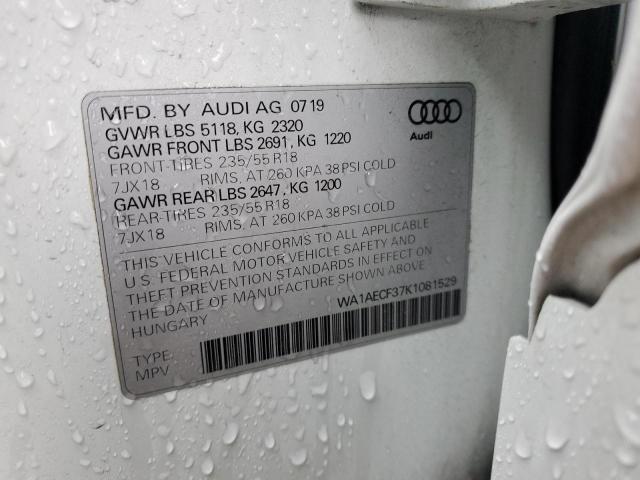 MFD. BY AUDI AG 07 19
GVWR LBS 5118, KG 2320
GAWR FRONT LBS 2691, KG 1220
FRONT-TIRES 235/55 R18
7JX18 RIMS, AT 260 KPA 38 PSI COLD
GAWR REAR LBS 2647, KG 1200
REAR-TIRES 235/55 R18
7JX18 RIMS, AT 260 KPA 38 PSI COLD
Audi
THIS VEHICLE CONFORMS TO ALL APPLICABLE
U. S. FEDERAL MOTOR VEHICLE SAFETY AND
THEFT PREVENTION STANDARDS IN EFFECT ON
THE DATE OF MANUFACTURE SHOWN ABOVE.
HUNGARY
WA1AECF37K1081529
TYPE:
MPV